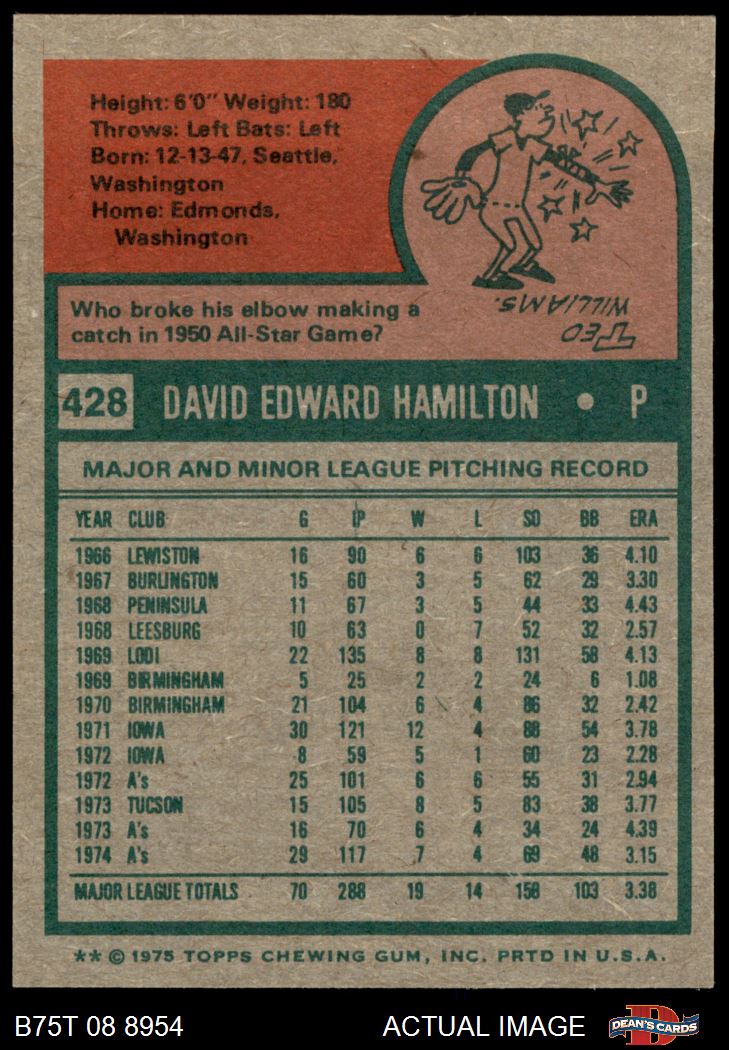 Height: 6'0" Weight: 180
Throws: Left Bats: Left
Born: 12-13-47, Seattle,
Washington
Home: Edmonds,
Washington
Who broke his elbow making a
catch in 1950 All-Star Game?
TED
WILLIAMS.
428 DAVID EDWARD HAMILTON • P
MAJOR AND MINOR LEAGUE PITCHING RECORD
YEAR CLUB G IP W L SO BB ERA
1966 LEWISTON 16 90 6 6 103 36 4.10
1967 BURLINGTON 15 60 3 5 62 29 3.30
1968 PENINSULA 11 67 3 5 44 33 4.43
1968 LEESBURG 10 63 0 7 52 32 2.57
1969 LODI 22 135 8 8 131 58 4.13
1969 BIRMINGHAM 5 25 2 2 24 6 1.08
1970 BIRMINGHAM 21 104 6 4 86 32 2.42
1971 IOWA 30 121 12 4 88 54 3.78
1972 IOWA 8 59 5 1 60 23 2.28
1972 A's 25 101 6 6 55 31 2.94
1973 TUCSON 15 105 8 5 83 38 3.77
1973 A's 16 70 6 4 34 24 4.39
1974 A's 29 117 7 4 69 48 3.15
MAJOR LEAGUE TOTALS 70 288 19 14 158 103 3.38
** © 1975 TOPPS CHEWING GUM, INC. PRTD IN U.S.A.
B75T 08 8954 ACTUAL IMAGE DEAN'S CARDS